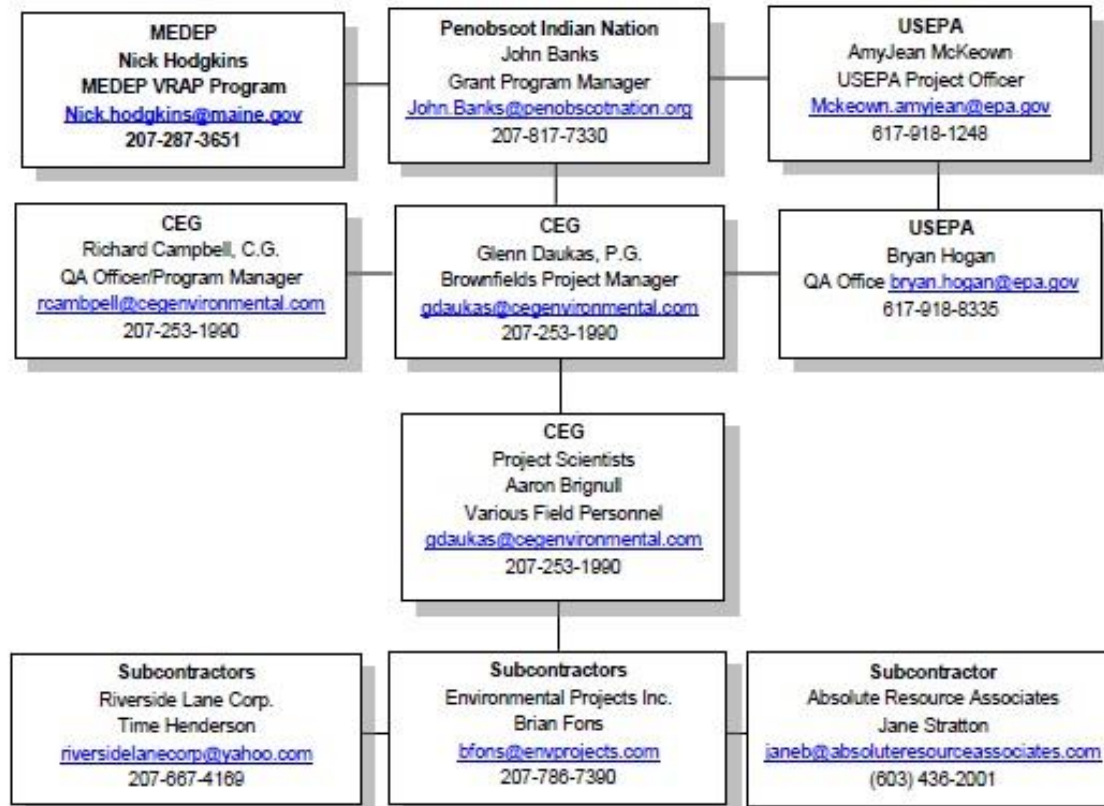 MEDEP
Nick Hodgkins
MEDEP VRAP Program
Nick.hodgkins@maine.gov
207-287-3651
Penobscot Indian Nation
John Banks
Grant Program Manager
John.Banks@penobscotnation.org
207-817-7330
USEPA
AmyJean McKeown
USEPA Project Officer
Mckeown.amyjean@epa.gov
617-918-1248
CEG
Richard Campbell, C.G.
QA Officer/Program Manager
rcambpell@cegenvironmental.com
207-253-1990
CEG
Glenn Daukas, P.G.
Brownfields Project Manager
gdaukas@cegenvironmental.com
207-253-1990
USEPA
Bryan Hogan
QA Office bryan.hogan@epa.gov
617-918-8335
CEG
Project Scientists
Aaron Brignull
Various Field Personnel
gdaukas@cegenvironmental.com
207-253-1990
Subcontractors
Riverside Lane Corp.
Time Henderson
riversidelanecorp@yahoo.com
207-667-4169
Subcontractors
Environmental Projects Inc.
Brian Fons
bfons@envprojects.com
207-786-7390
Subcontractor
Absolute Resource Associates
Jane Stratton
janeb@absoluteresourceassociates.com
(603) 436-2001